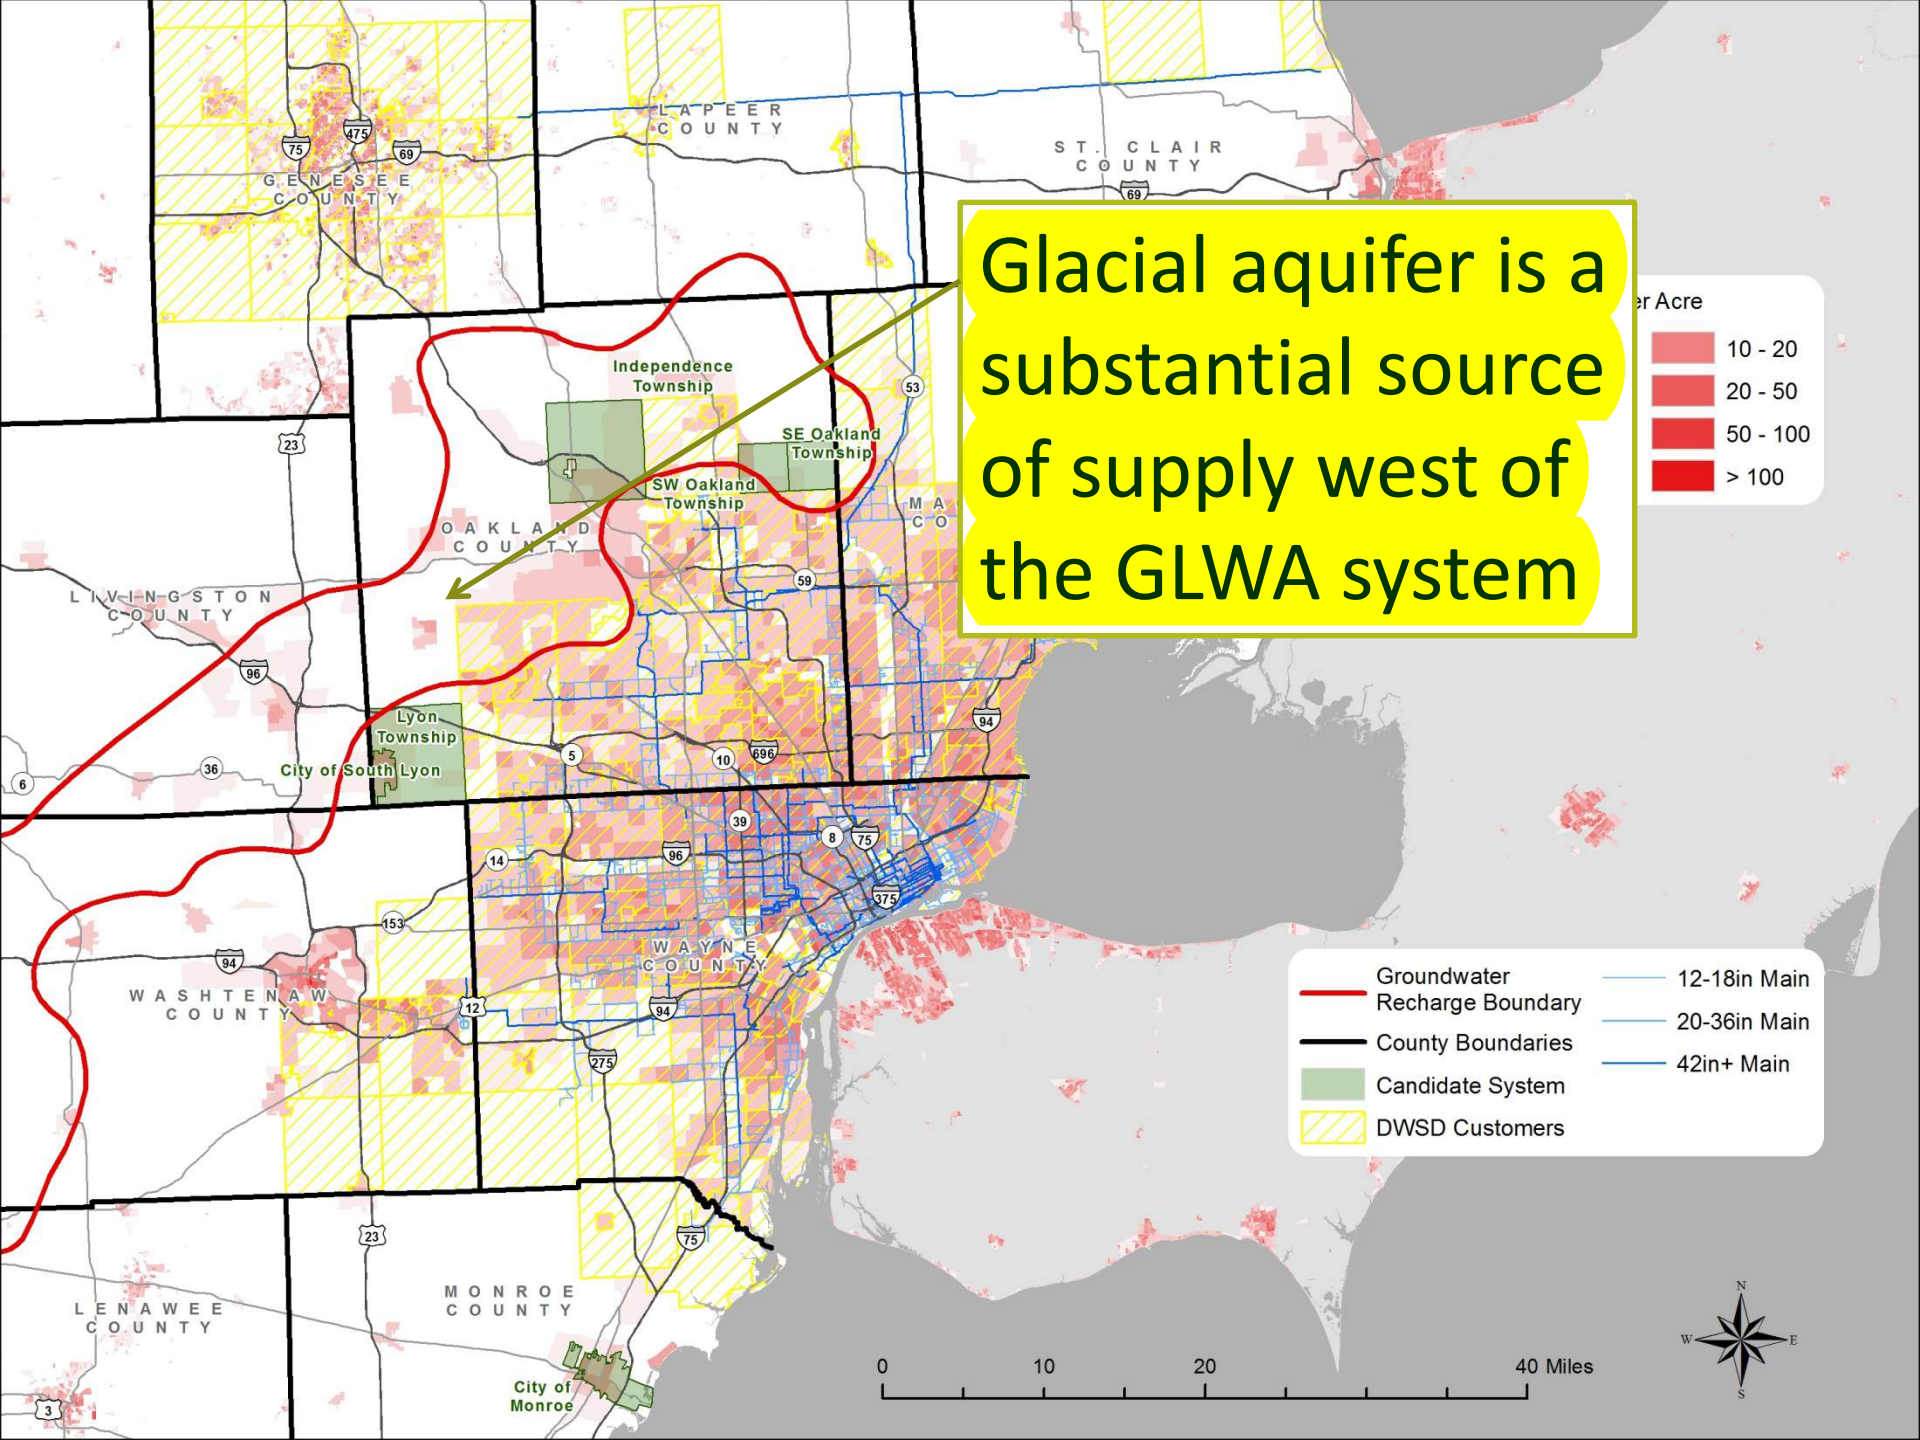 LAPEER
COUNTY
475
75
69
ST. CLAIR
COUNTY
69
GENESEE
COUNTY
Glacial aquifer is a
substantial source
of supply west of
the GLWA system
er Acre
10 - 20
20 - 50
50 - 100
> 100
Independence
Township
53
23
SE Oakland
Township
SW Oakland
Township
MA
CO
OAKLAND
COUNTY
59
LIVINGSTON
COUNTY
96
Lyon
Township
94
5
10
696
36
City of South Lyon
6
39
8
75
14
96
375
153
WAYNE
COUNTY
94
WASHTENAW
COUNTY
12
94
275
Groundwater
Recharge Boundary
County Boundaries
Candidate System
DWSD Customers
12-18in Main
20-36in Main
42in+ Main
23
75
MONROE
COUNTY
LENAWEE
COUNTY
City of
Monroe
3
0 10 20 40 Miles
N
W E
S